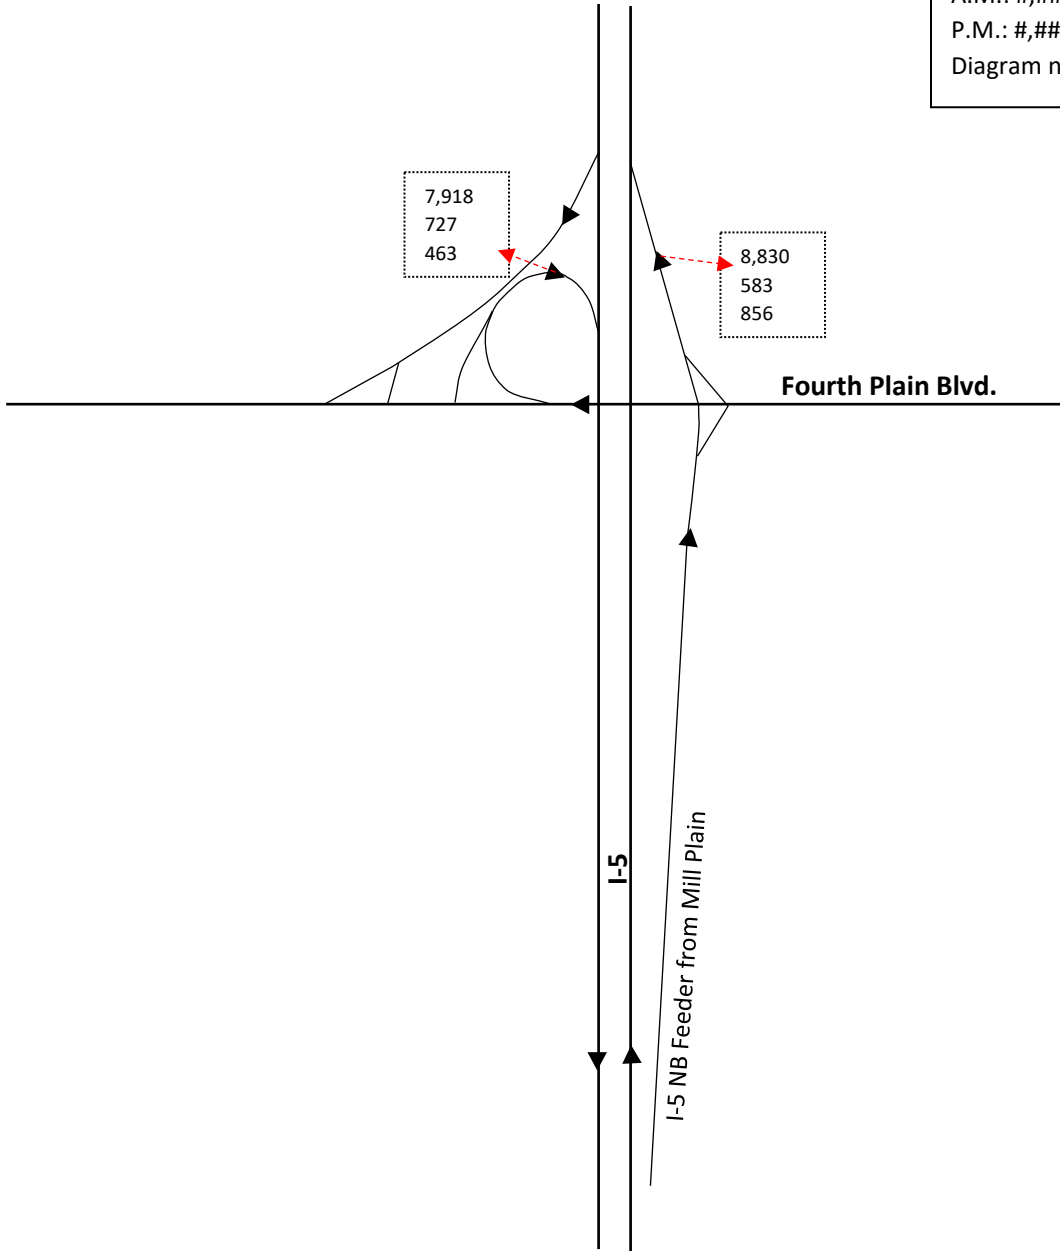 P.M.: #,##
Diagram n
7,918
727
463
8,830
583
856
Fourth Plain Blvd.
I-5
I-5 NB Feeder from Mill Plain